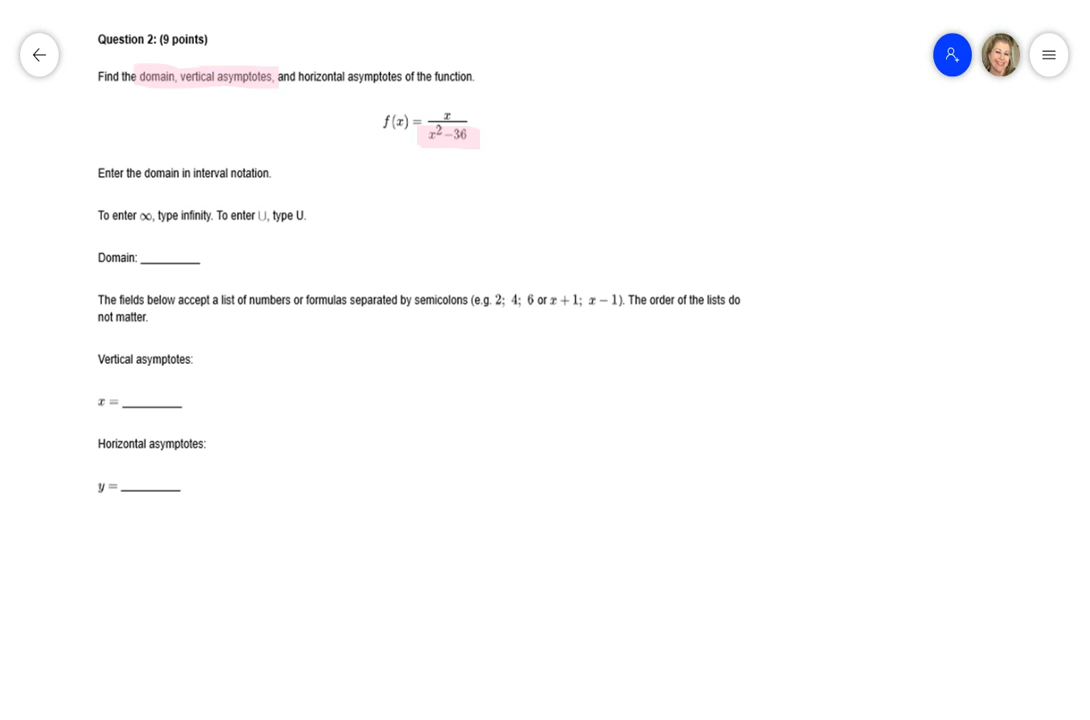 Question 2: (9 points)
Find the domain, vertical asymptotes, and horizontal asymptotes of the function.
f(x) = x / x² − 36
Enter the domain in interval notation.
To enter ∞, type infinity. To enter ∪, type U.
Domain: ________
The fields below accept a list of numbers or formulas separated by semicolons (e.g. 2; 4; 6 or x + 1; x − 1). The order of the lists do
not matter.
Vertical asymptotes:
x = ________
Horizontal asymptotes:
y = ________